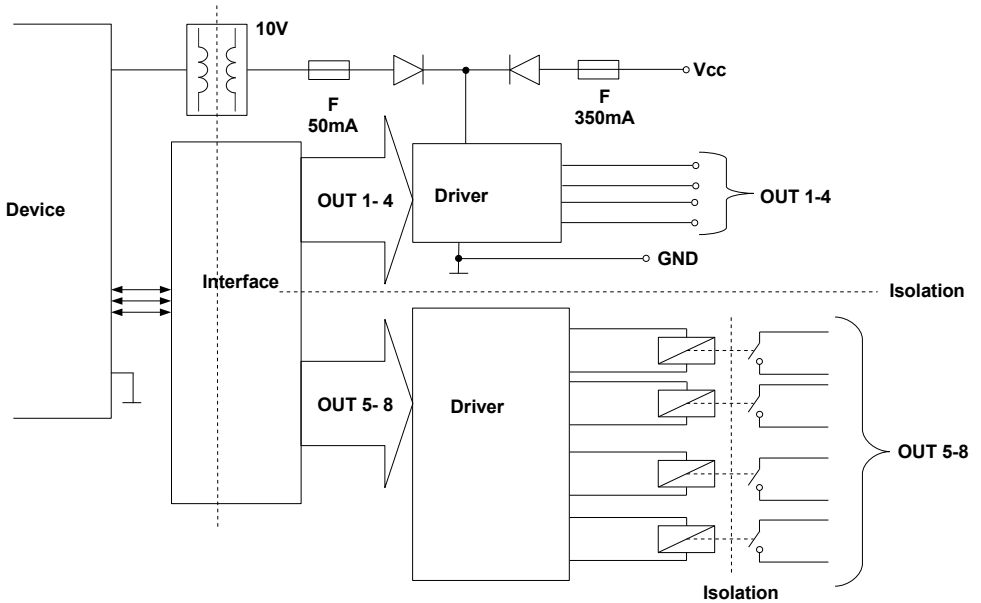 10V
Vcc
F
50mA
F
350mA
Device
OUT 1- 4
Driver
OUT 1-4
GND
Interface
Isolation
OUT 5- 8
Driver
OUT 5-8
Isolation